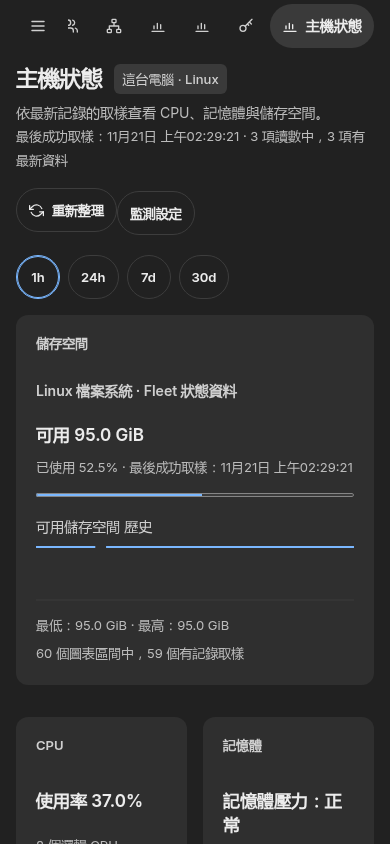 主機狀態
主機狀態
這台電腦 · Linux
依最新記錄的取樣查看 CPU、記憶體與儲存空間。
最後成功取樣：11月21日 上午02:29:21 · 3 項讀數中，3 項有
最新資料
重新整理
監測設定
1h
24h
7d
30d
儲存空間
Linux 檔案系統 · Fleet 狀態資料
可用 95.0 GiB
已使用 52.5% · 最後成功取樣：11月21日 上午02:29:21
可用儲存空間 歷史
最低：95.0 GiB · 最高：95.0 GiB
60 個圖表區間中，59 個有記錄取樣
CPU
使用率 37.0%
記憶體
記憶體壓力：正
常